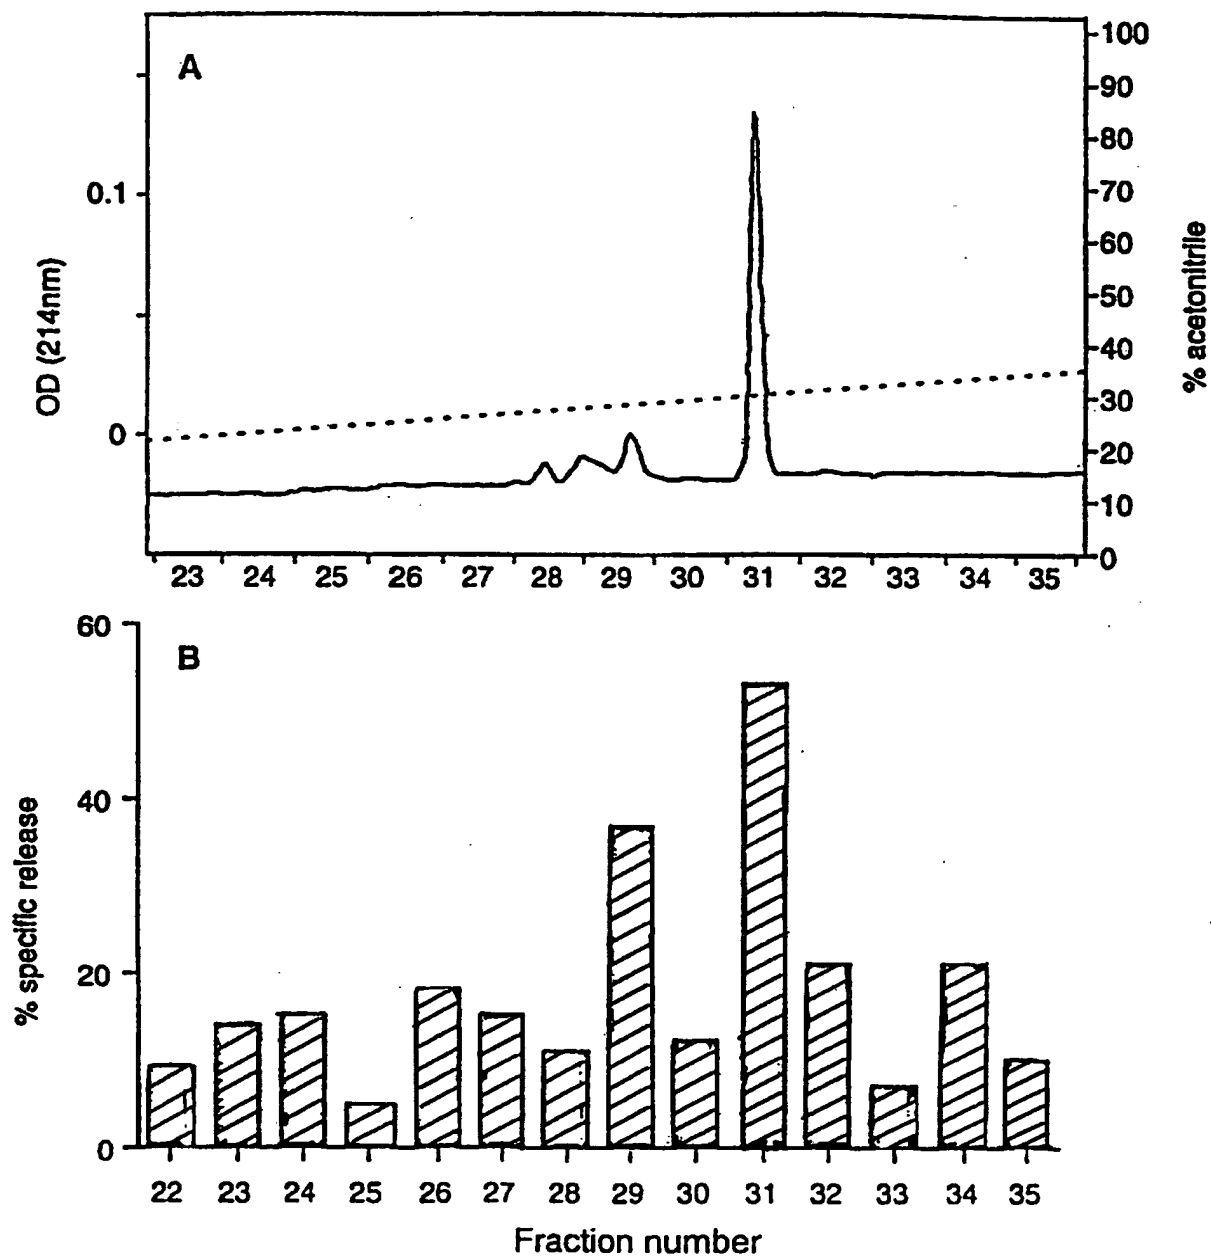 A
OD (214nm)
0.1
0
% acetonitrile
100
90
80
70
60
50
40
30
20
10
0
23 24 25 26 27 28 29 30 31 32 33 34 35
B
% specific release
60
40
20
0
22 23 24 25 26 27 28 29 30 31 32 33 34 35
Fraction number